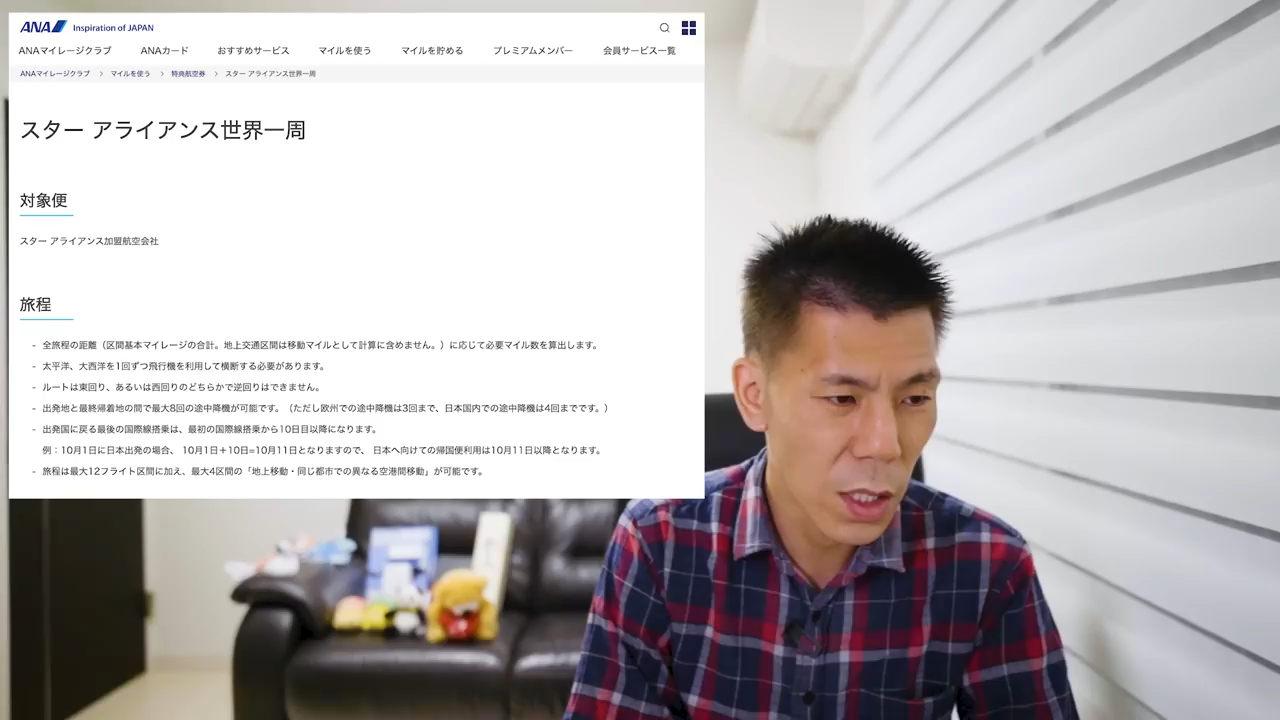 ANA Inspiration of JAPAN
ANAマイレージクラブ ANAカード おすすめサービス マイルを使う マイルを貯める プレミアムメンバー 会員サービス一覧
ANAマイレージクラブ > マイルを使う > 特典航空券 > スター アライアンス世界一周
スター アライアンス世界一周
対象便
スター アライアンス加盟航空会社
旅程
- 全旅程の距離（区間基本マイレージの合計。地上交通区間は移動マイルとして計算に含めません。）に応じて必要マイル数を算出します。
- 太平洋、大西洋を1回ずつ飛行機を利用して横断する必要があります。
- ルートは東回り、あるいは西回りのどちらかで逆回りはできません。
- 出発地と最終帰着地の間で最大8回の途中降機が可能です。（ただし欧州での途中降機は3回まで、日本国内での途中降機は4回までです。）
- 出発国に戻る最後の国際線搭乗は、最初の国際線搭乗から10日目以降になります。
例：10月1日に日本出発の場合、 10月1日＋10日=10月11日となりますので、 日本へ向けての帰国便利用は10月11日以降となります。
- 旅程は最大12フライト区間に加え、最大4区間の「地上移動・同じ都市での異なる空港間移動」が可能です。